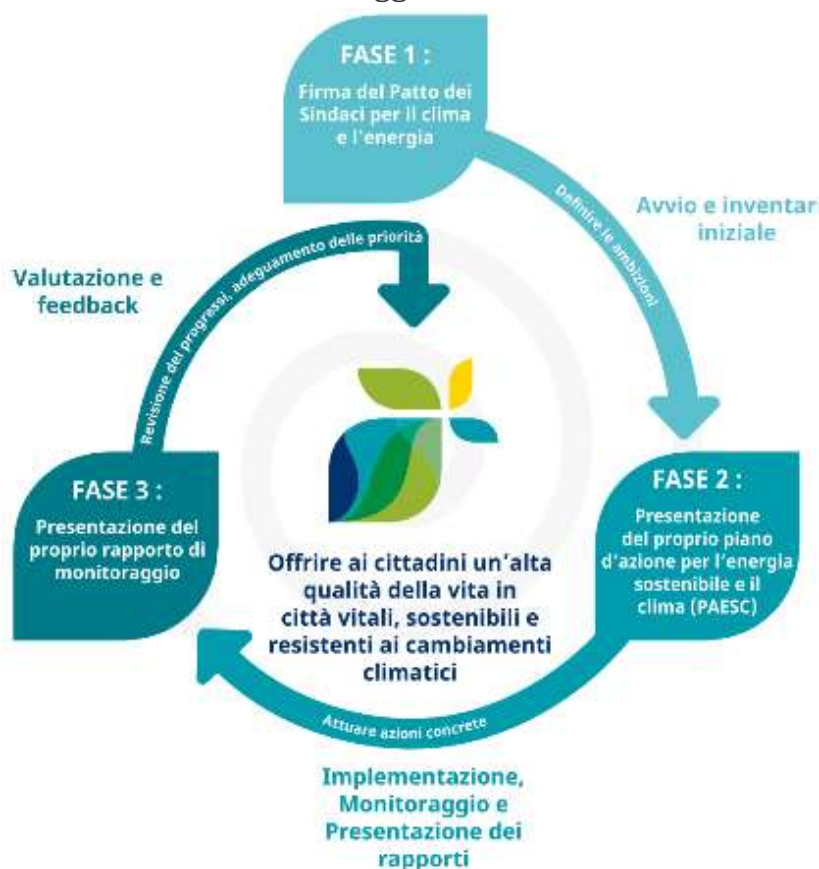 gg
FASE 1 :
Firma del Patto dei
Sindaci per il clima
e l'energia
Definire le ambizioni
Avvio e inventari
iniziale
Revisione dei progressi, adeguamento delle priorità
Valutazione e
feedback
FASE 2 :
Presentazione
del proprio piano
d'azione per l'energia
sostenibile e il
clima (PAESC)
FASE 3 :
Presentazione del
proprio rapporto di
monitoraggio
Offrire ai cittadini un'alta
qualità della vita in
città vitali, sostenibili e
resistenti ai cambiamenti
climatici
Attuare azioni concrete
Implementazione,
Monitoraggio e
Presentazione dei
rapporti